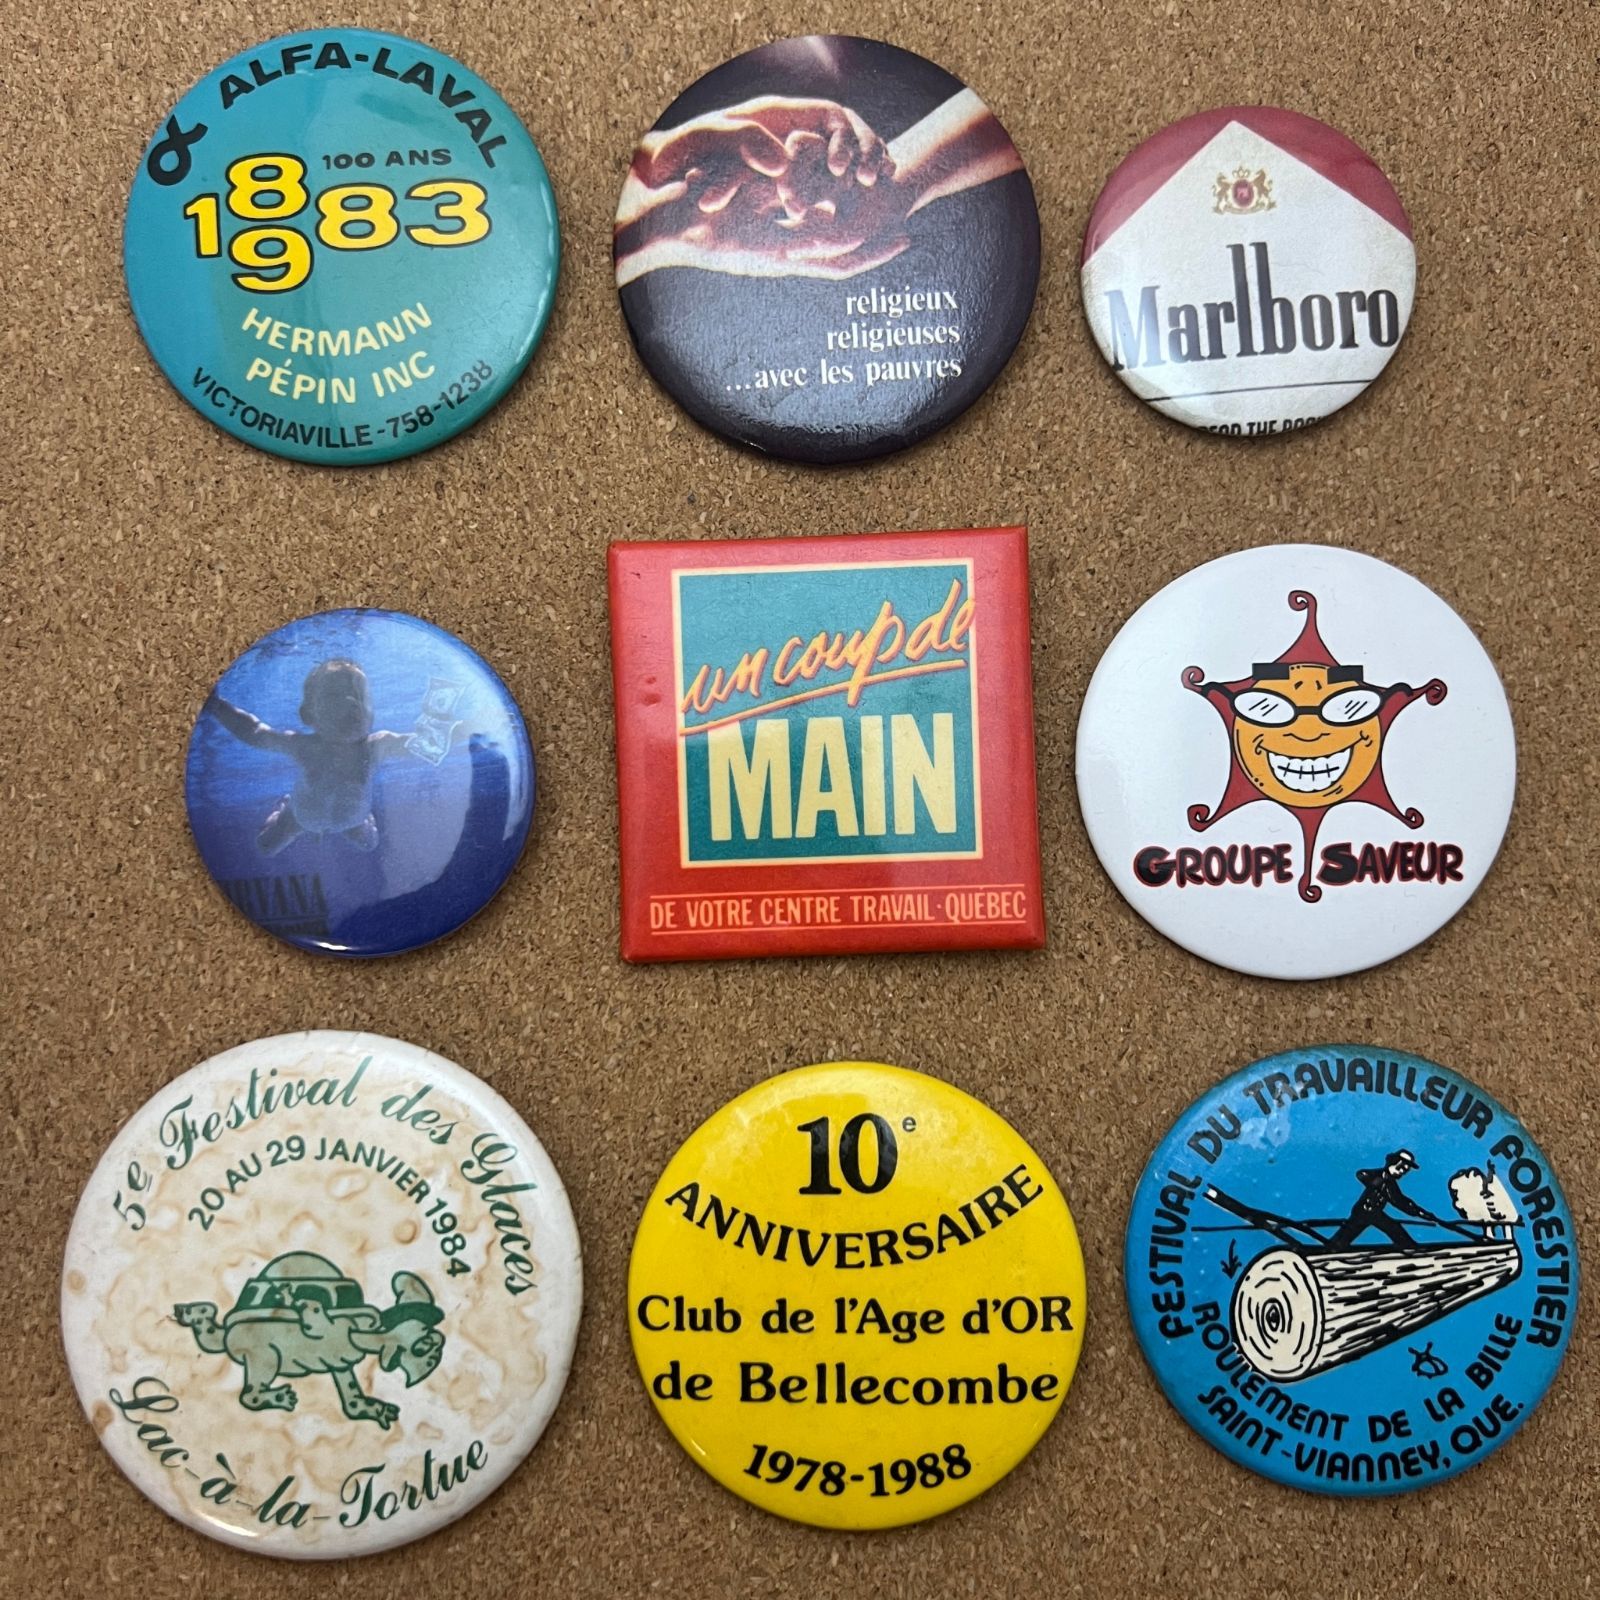 ALFA-LAVAL
100 ANS
1883
1983
HERMANN
PÉPIN INC
VICTORIAVILLE - 758-1238
religieux
religieuses
...avec les pauvres
Marlboro
un coup de
MAIN
DE VOTRE CENTRE TRAVAIL-QUÉBEC
GROUPE SAVEUR
5e Festival des Glaces
20 AU 29 JANVIER 1984
Lac-à-la-Tortue
10e
ANNIVERSAIRE
Club de l'Age d'OR
de Bellecombe
1978-1988
FESTIVAL DU TRAVAILLEUR FORESTIER
ROULEMENT DE LA BILLE
SAINT-VIANNEY, QUE.